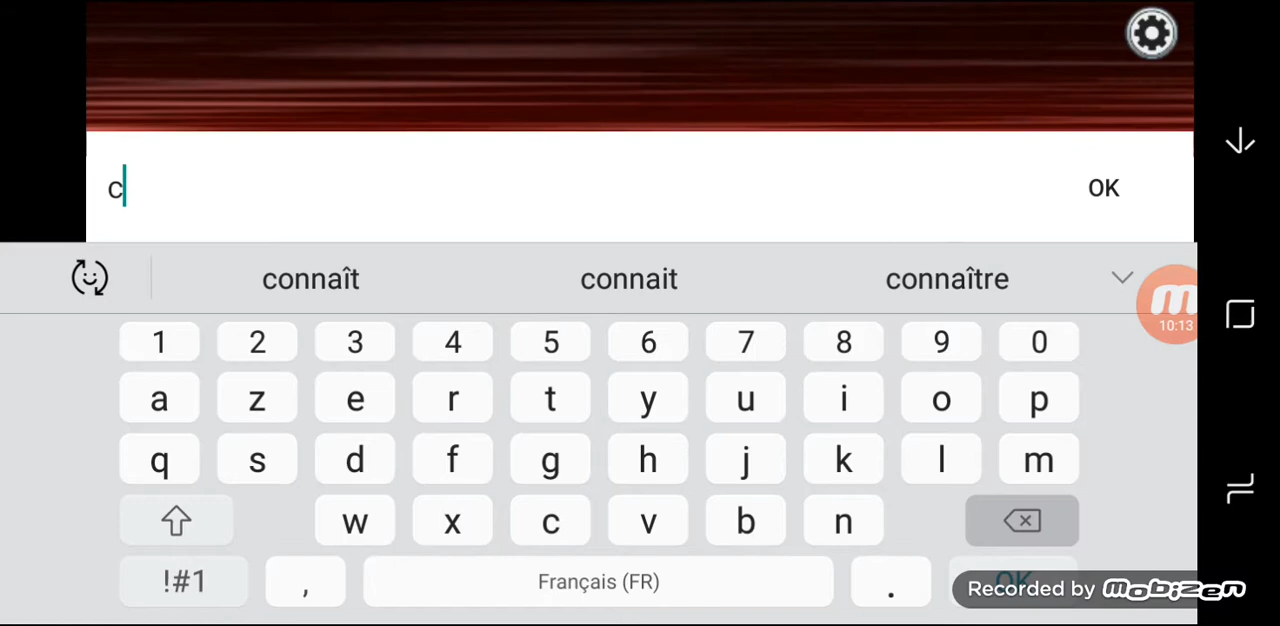 c
OK
connaît connait connaître
10:13
1 2 3 4 5 6 7 8 9 0
a z e r t y u i o p
q s d f g h j k l m
w x c v b n
!#1 , Français (FR) . OK
Recorded by mobizen